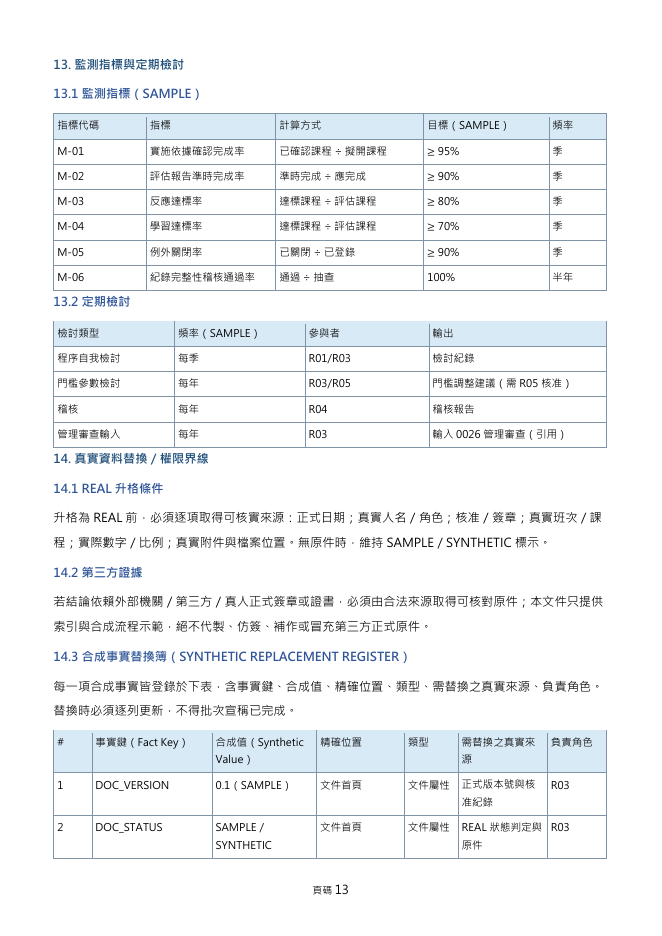 13. 監測指標與定期檢討
13.1 監測指標（SAMPLE）
指標代碼 指標 計算方式 目標（SAMPLE） 頻率
M-01 實施依據確認完成率 已確認課程 ÷ 擬開課程 ≥ 95% 季
M-02 評估報告準時完成率 準時完成 ÷ 應完成 ≥ 90% 季
M-03 反應達標率 達標課程 ÷ 評估課程 ≥ 80% 季
M-04 學習達標率 達標課程 ÷ 評估課程 ≥ 70% 季
M-05 例外關閉率 已關閉 ÷ 已登錄 ≥ 90% 季
M-06 紀錄完整性稽核通過率 通過 ÷ 抽查 100% 半年
13.2 定期檢討
檢討類型 頻率（SAMPLE） 參與者 輸出
程序自我檢討 每季 R01/R03 檢討紀錄
門檻參數檢討 每年 R03/R05 門檻調整建議（需 R05 核准）
稽核 每年 R04 稽核報告
管理審查輸入 每年 R03 輸入 0026 管理審查（引用）
14. 真實資料替換 / 權限界線
14.1 REAL 升格條件
升格為 REAL 前，必須逐項取得可核實來源：正式日期；真實人名 / 角色；核准 / 簽章；真實班次 / 課
程；實際數字 / 比例；真實附件與檔案位置。無原件時，維持 SAMPLE / SYNTHETIC 標示。
14.2 第三方證據
若結論依賴外部機關 / 第三方 / 真人正式簽章或證書，必須由合法來源取得可核對原件；本文件只提供
索引與合成流程示範，絕不代製、仿簽、補作或冒充第三方正式原件。
14.3 合成事實替換簿（SYNTHETIC REPLACEMENT REGISTER）
每一項合成事實皆登錄於下表，含事實鍵、合成值、精確位置、類型、需替換之真實來源、負責角色。
替換時必須逐列更新，不得批次宣稱已完成。
# 事實鍵（Fact Key） 合成值（Synthetic 精確位置 類型 需替換之真實來 負責角色
Value） 源
1 DOC_VERSION 0.1（SAMPLE） 文件首頁 文件屬性 正式版本號與核 R03
准紀錄
2 DOC_STATUS SAMPLE / 文件首頁 文件屬性 REAL 狀態判定與 R03
SYNTHETIC 原件
頁碼 13